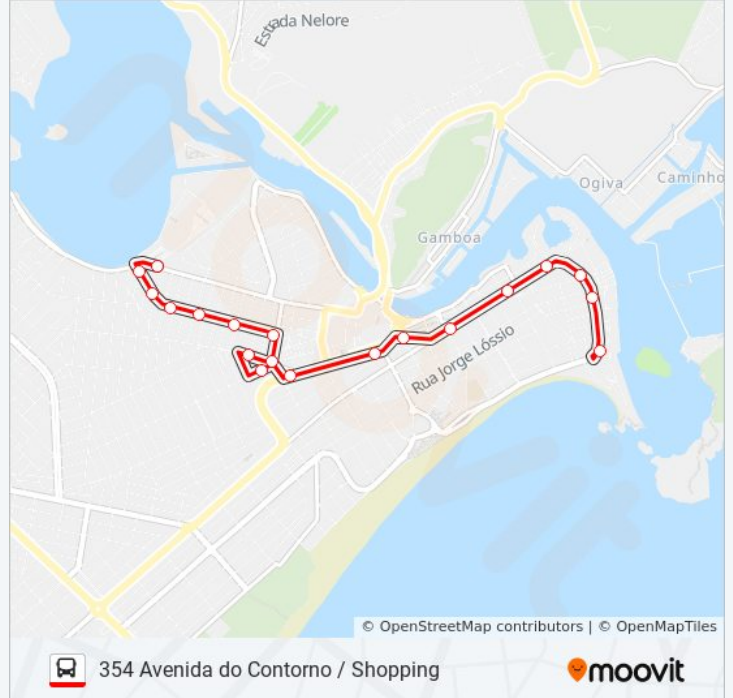 Estrada Nelore
Ogiva
Caminho
Gamboa
Rua Jorge Lóssio
© OpenStreetMap contributors | © OpenMapTiles
354 Avenida do Contorno / Shopping
moovit